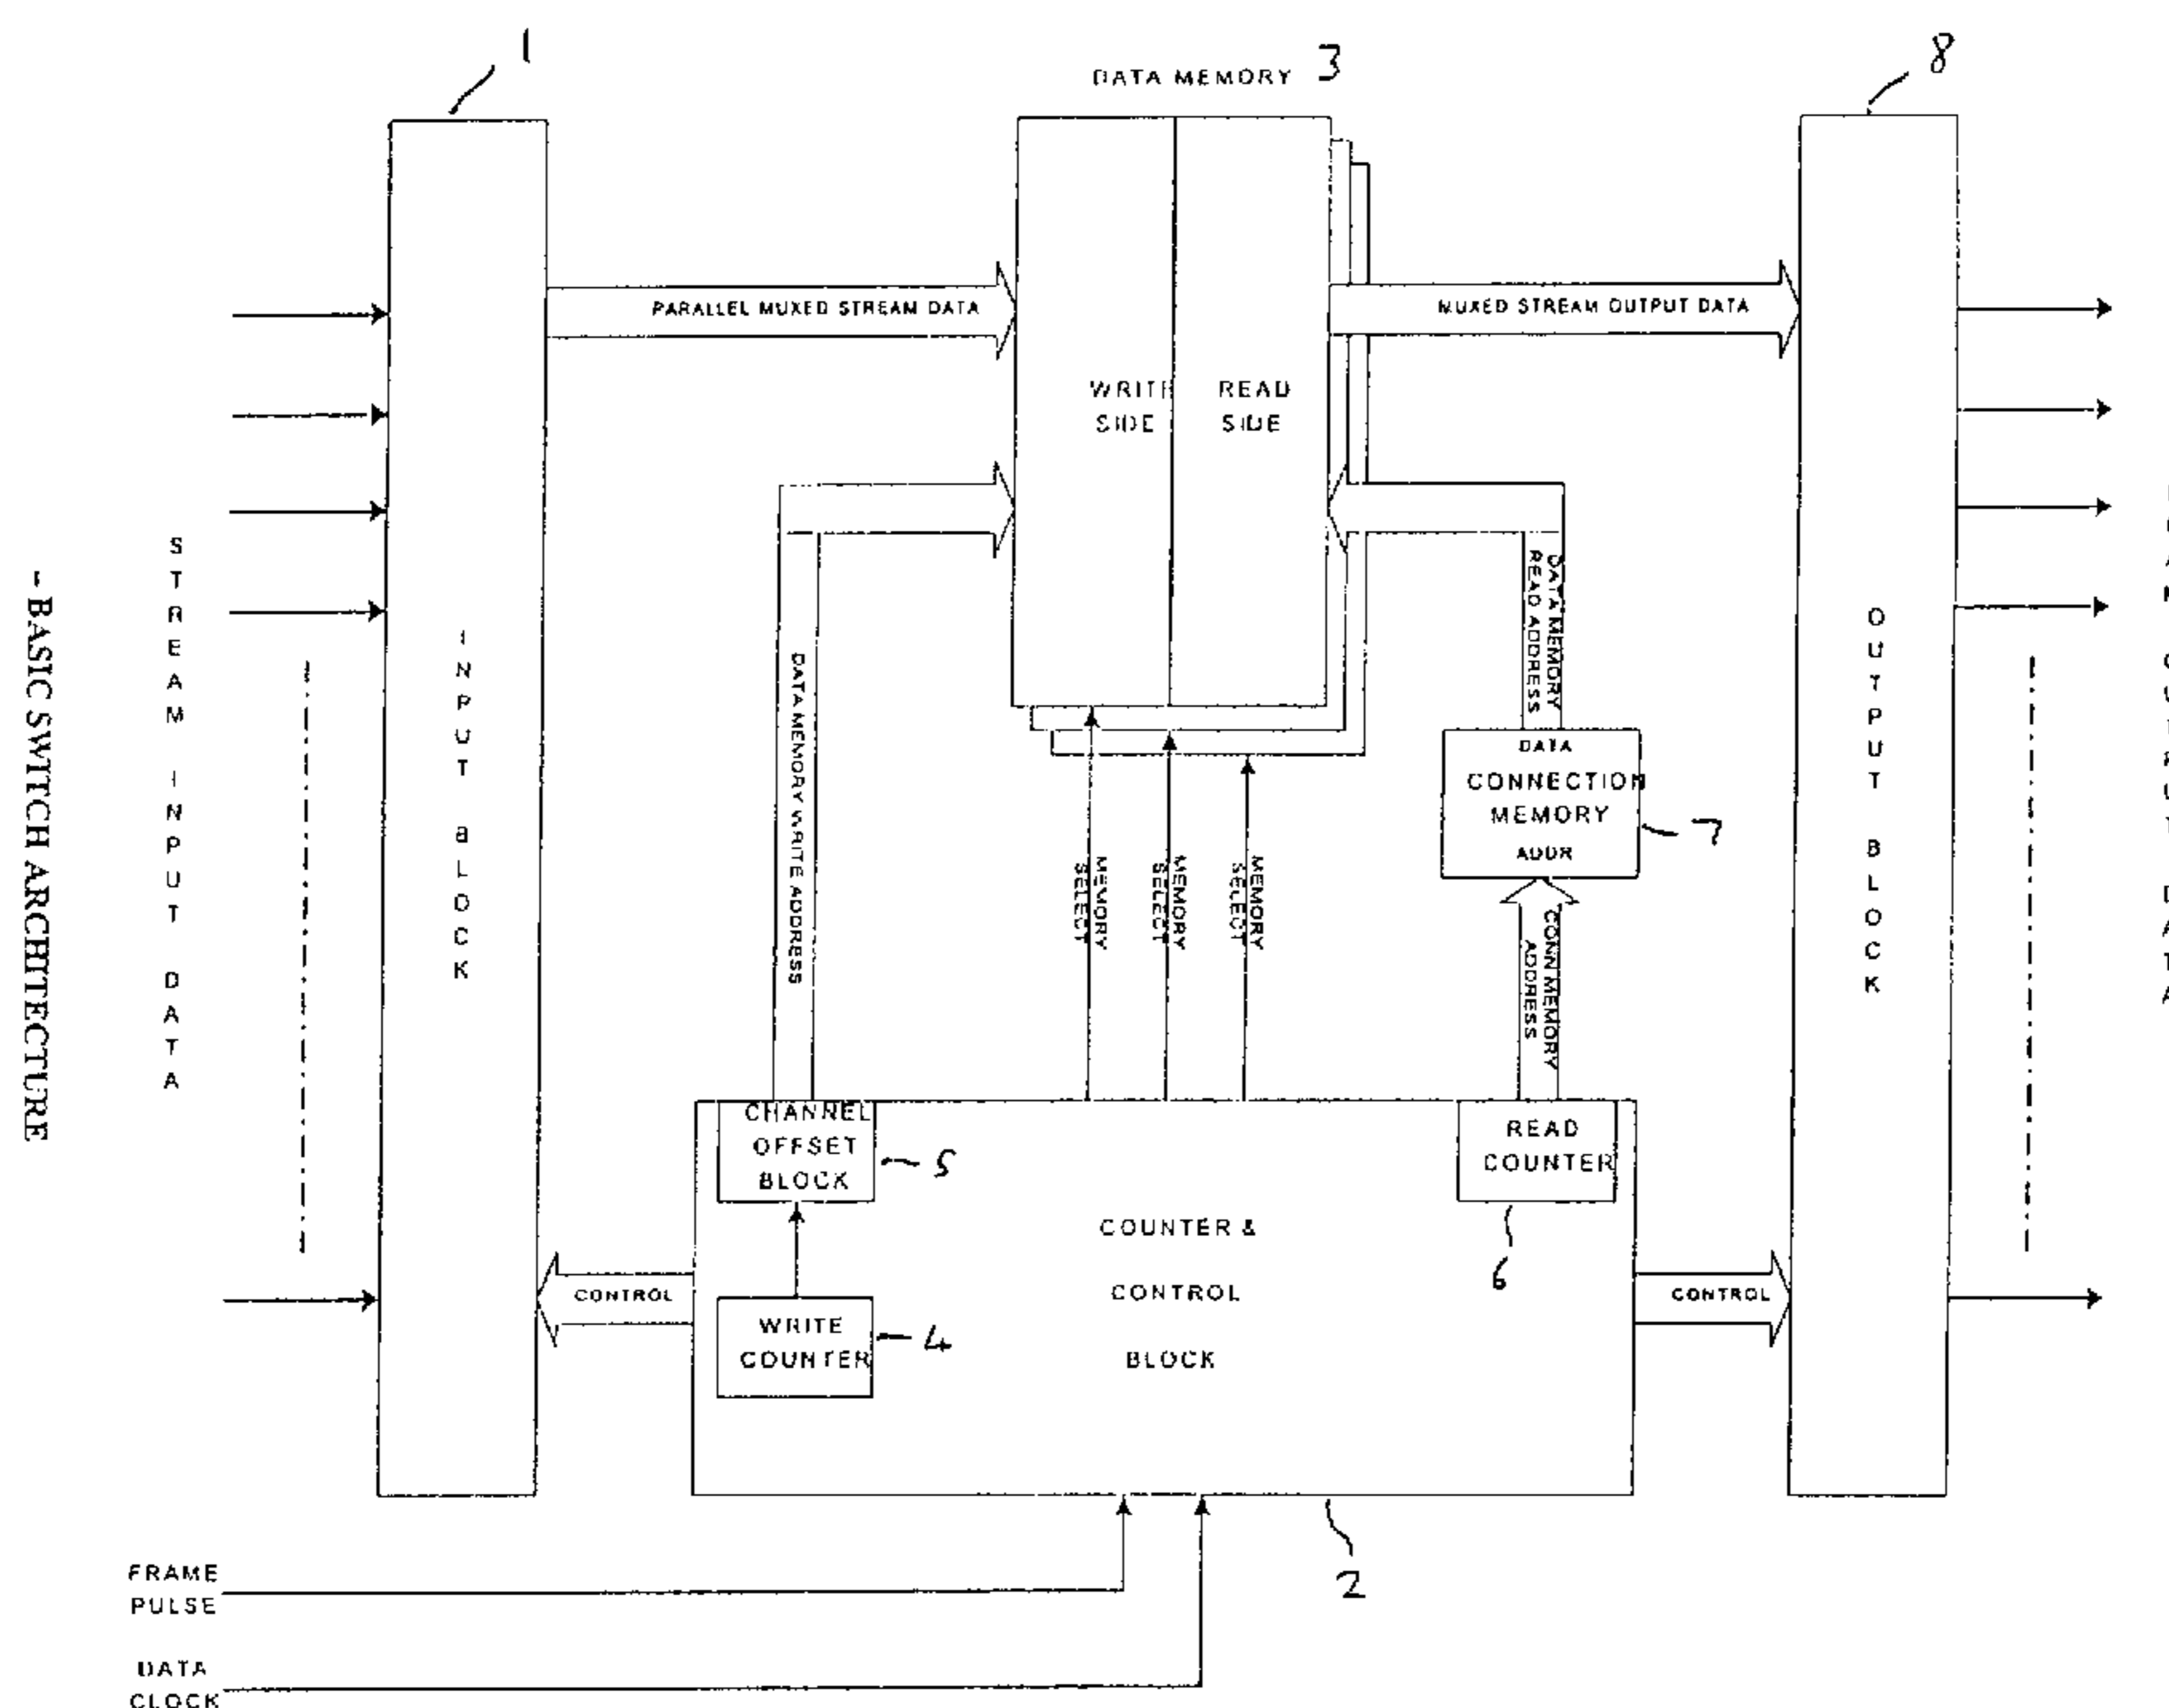 1
DATA MEMORY 3
8
PARALLEL MUXED STREAM DATA
MUXED STREAM OUTPUT DATA
WRITE
SIDE
READ
SIDE
- BASIC SWITCH ARCHITECTURE
STREAM INPUT DATA
INPUT BLOCK
DATA MEMORY WRITE ADDRESS
DATA MEMORY
READ ADDRESS
OUTPUT BLOCK
DATA
CONNECTION
MEMORY
ADDR
7
MEMORY
SELECT
MEMORY
SELECT
MEMORY
SELECT
CONN MEMORY
ADDRESS
CHANNEL
OFFSET
BLOCK
5
READ
COUNTER
6
COUNTER &
CONTROL
BLOCK
CONTROL
CONTROL
WRITE
COUNTER
4
2
FRAME
PULSE
DATA
CLOCK